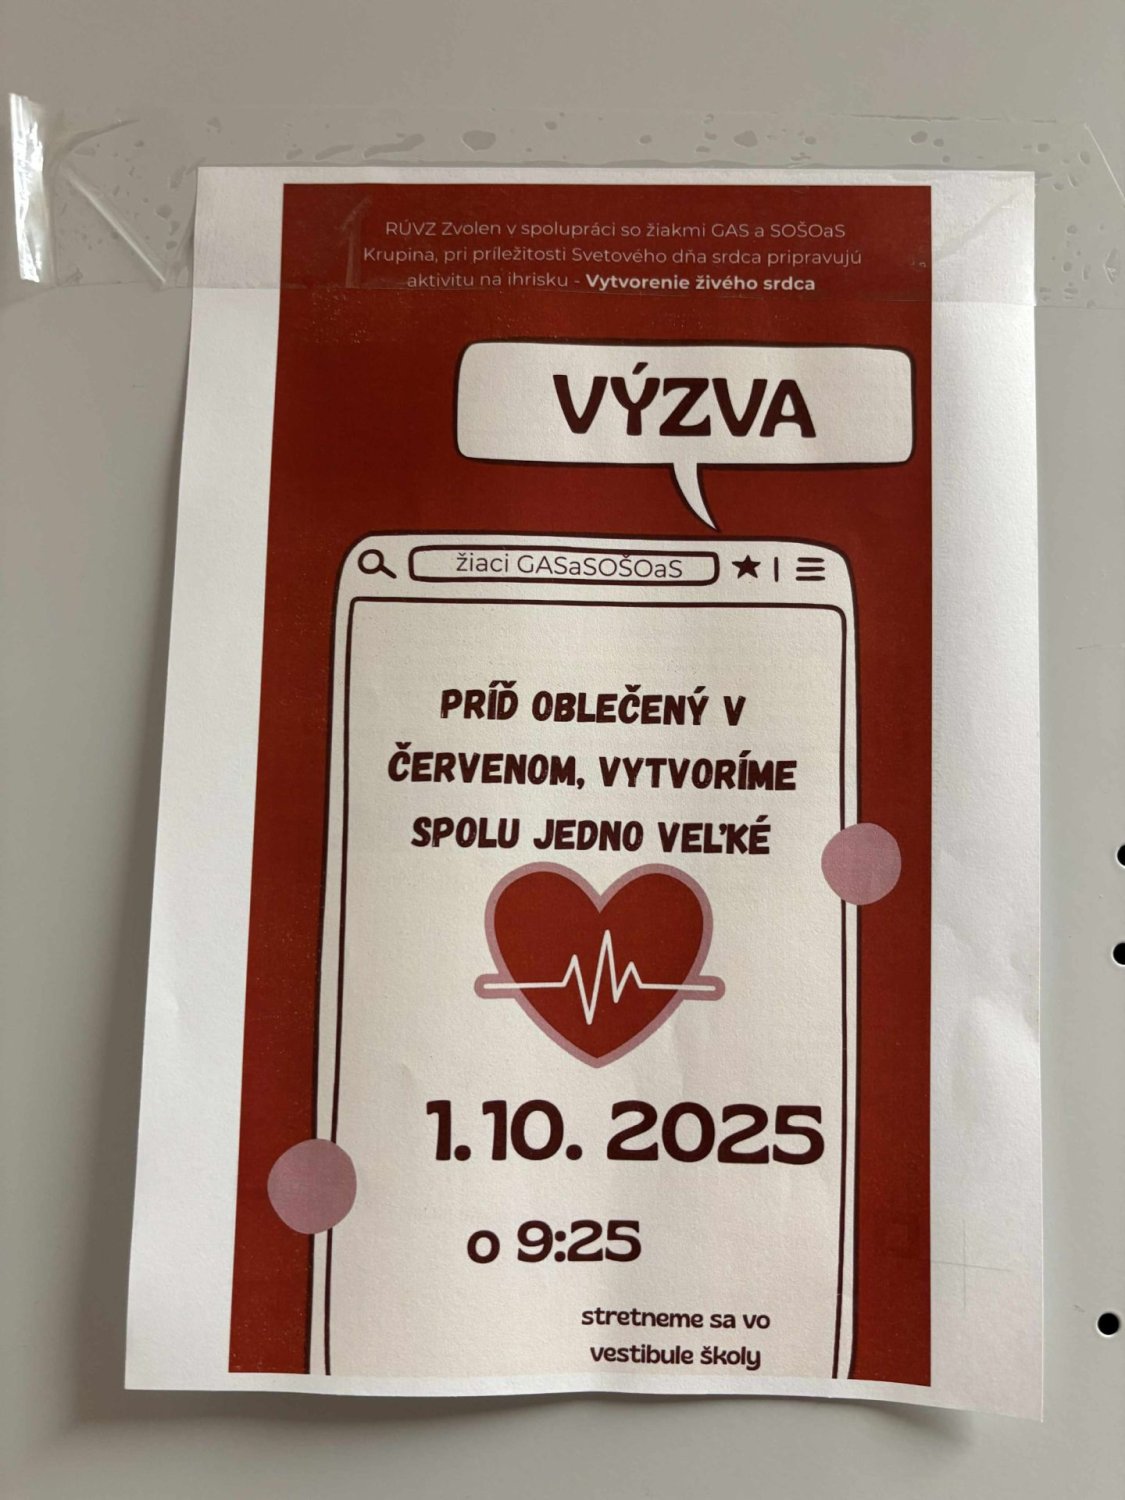 RÚVZ Zvolen v spolupráci so žiakmi GAS a SOŠOaS
Krupina, pri príležitosti Svetového dňa srdca pripravujú
aktivitu na ihrisku - Vytvorenie živého srdca
VÝZVA
žiaci GASaSOŠOaS
PRÍĎ OBLEČENÝ V
ČERVENOM, VYTVORÍME
SPOLU JEDNO VEĽKÉ
1.10. 2025
o 9:25
stretneme sa vo
vestibule školy